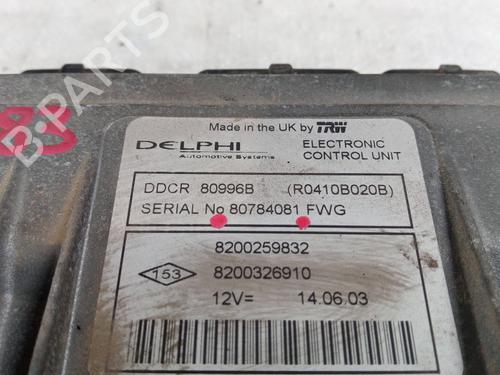 B-PARTS
83
Made in the UK by TRW
DELPHI
Automotive Systems
ELECTRONIC
CONTROL UNIT
DDCR 80996B (R0410B020B)
SERIAL No 80784081 FWG
8200259832
153
8200326910
12V= 14.06.03